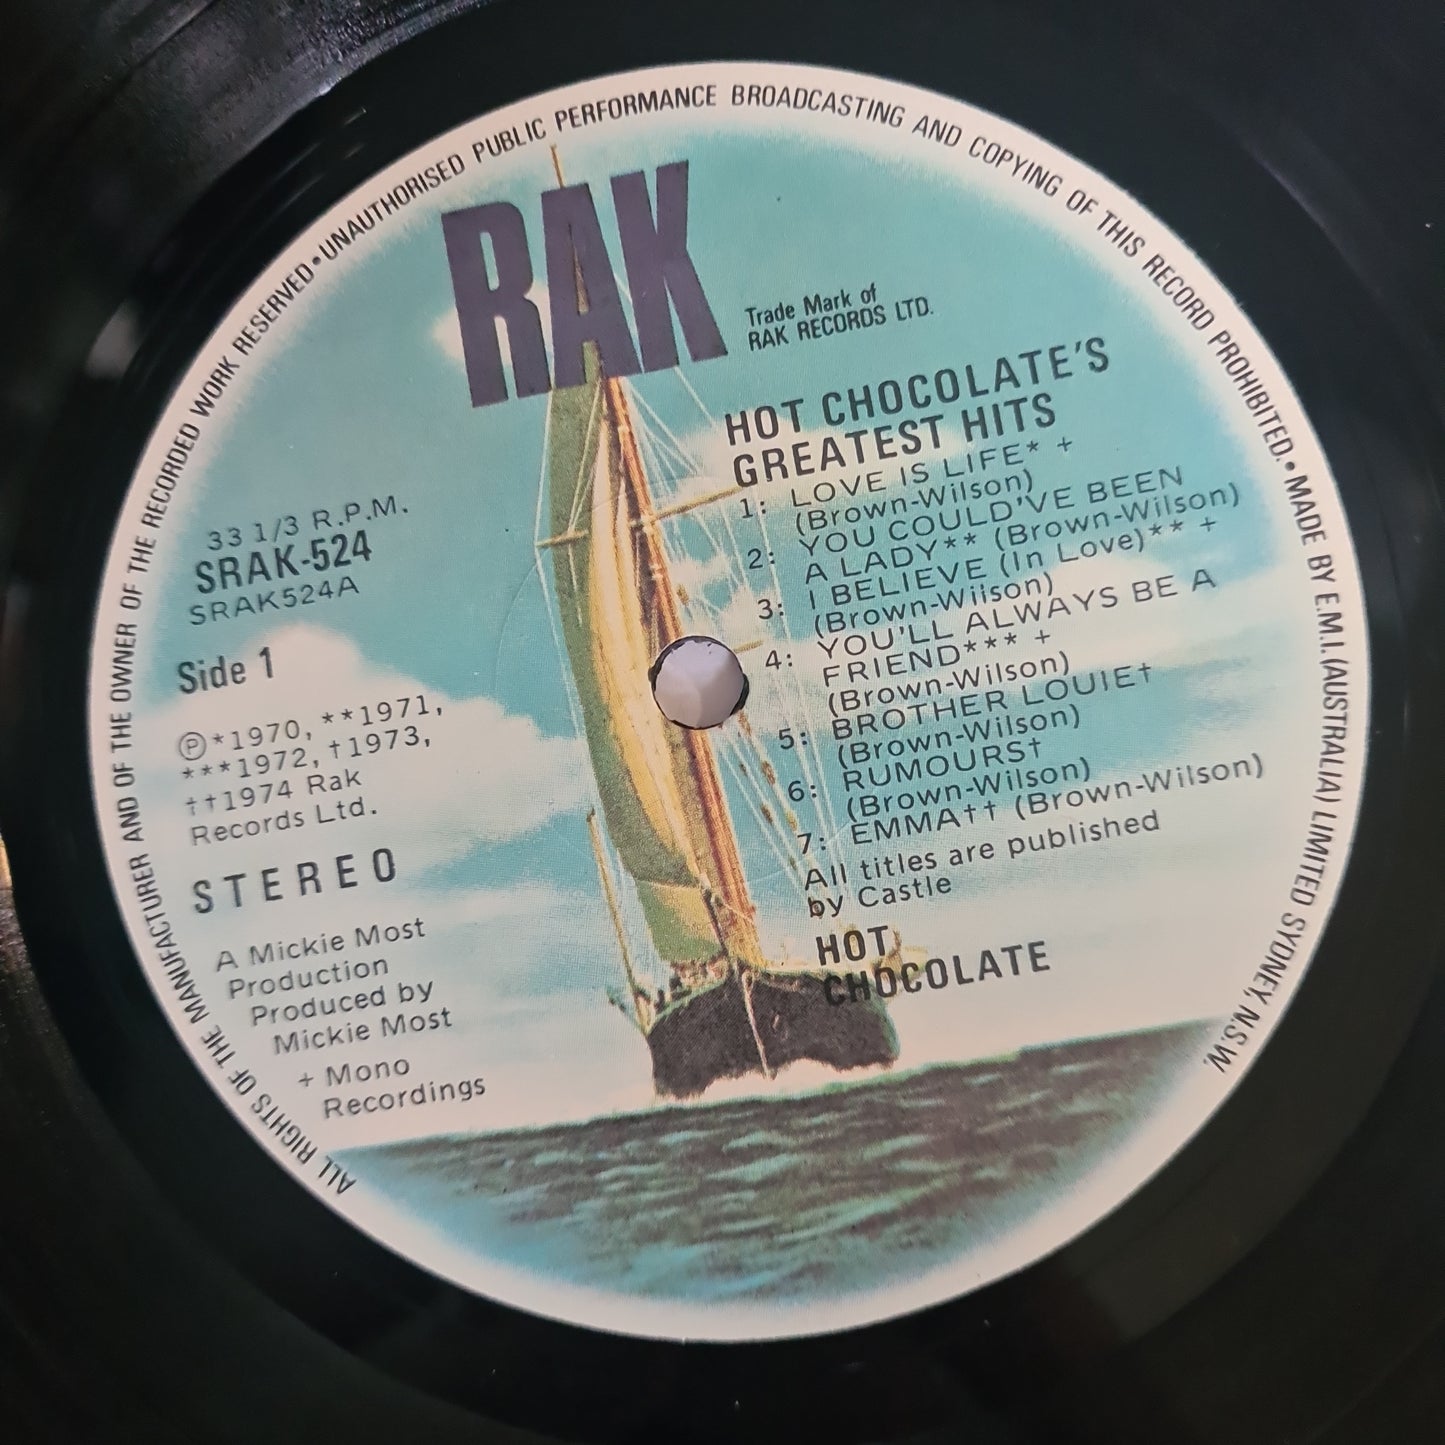 ALL RIGHTS OF THE MANUFACTURER AND OF THE OWNER OF THE RECORDED WORK RESERVED • UNAUTHORISED PUBLIC PERFORMANCE BROADCASTING AND COPYING OF THIS RECORD PROHIBITED. • MADE BY E.M.I. (AUSTRALIA) LIMITED SYDNEY, N.S.W.
RAK
Trade Mark of
RAK RECORDS LTD.
33 1/3 R.P.M.
SRAK-524
SRAK524A
Side 1
Ⓟ*1970, **1971,
***1972, †1973,
††1974 Rak
Records Ltd.
STEREO
A Mickie Most
Production
Produced by
Mickie Most
+ Mono
Recordings
HOT CHOCOLATE'S
GREATEST HITS
1: LOVE IS LIFE* +
(Brown-Wilson)
2: YOU COULD'VE BEEN
A LADY** (Brown-Wilson)
3: I BELIEVE (In Love)** +
(Brown-Wilson)
4: YOU'LL ALWAYS BE A
FRIEND*** +
(Brown-Wilson)
5: BROTHER LOUIE†
(Brown-Wilson)
6: RUMOURS†
(Brown-Wilson)
7: EMMA†† (Brown-Wilson)
All titles are published
by Castle
HOT
CHOCOLATE